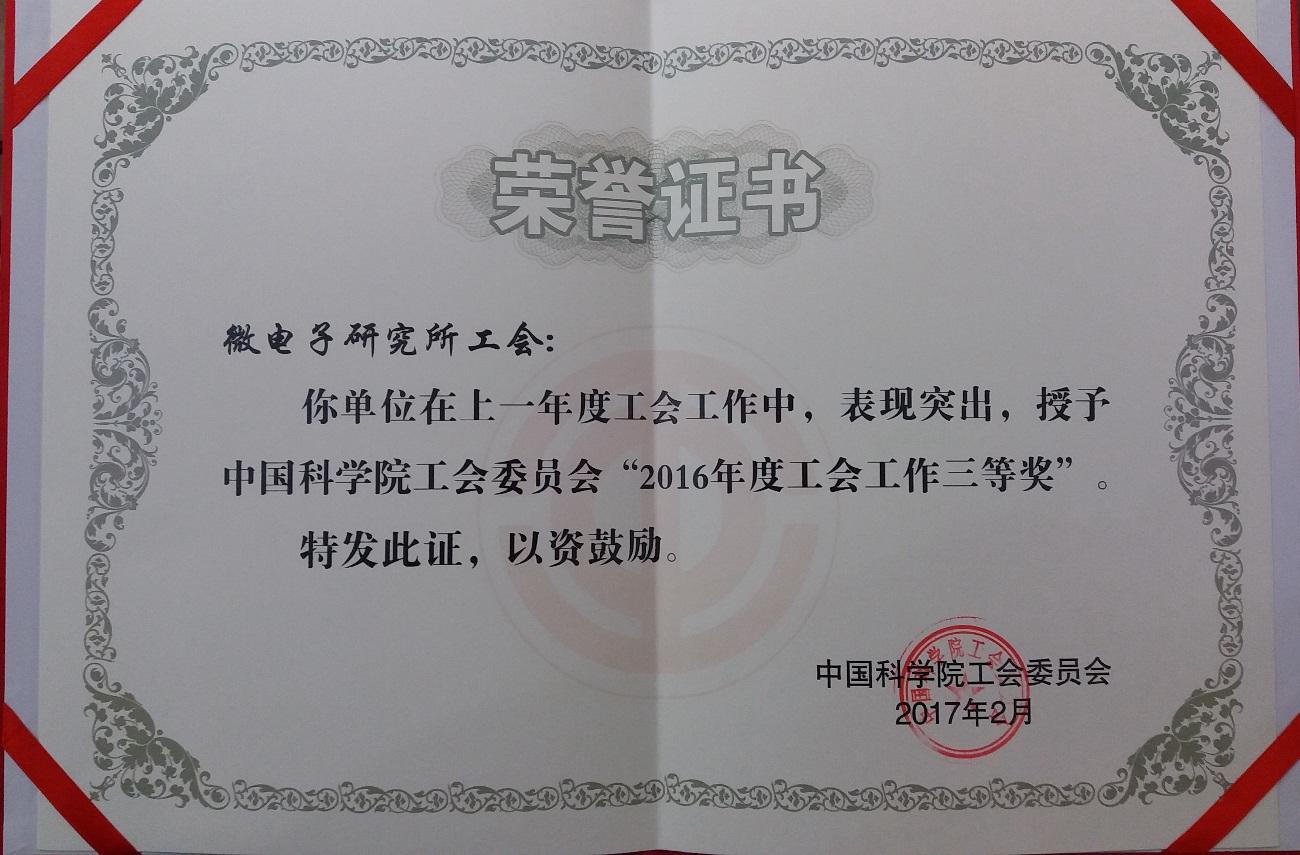 荣誉证书
微电子研究所工会：
你单位在上一年度工会工作中，表现突出，授予
中国科学院工会委员会“2016年度工会工作三等奖”。
特发此证，以资鼓励。
中国科学院工会委员会
2017年2月